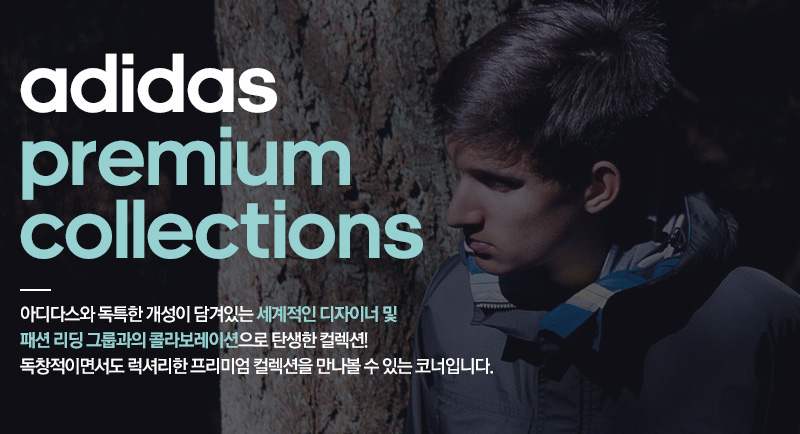 adidas
premium
collections
아디다스와 독특한 개성이 담겨있는 세계적인 디자이너 및
패션 리딩 그룹과의 콜라보레이션으로 탄생한 컬렉션!
독창적이면서도 럭셔리한 프리미엄 컬렉션을 만나볼 수 있는 코너입니다.